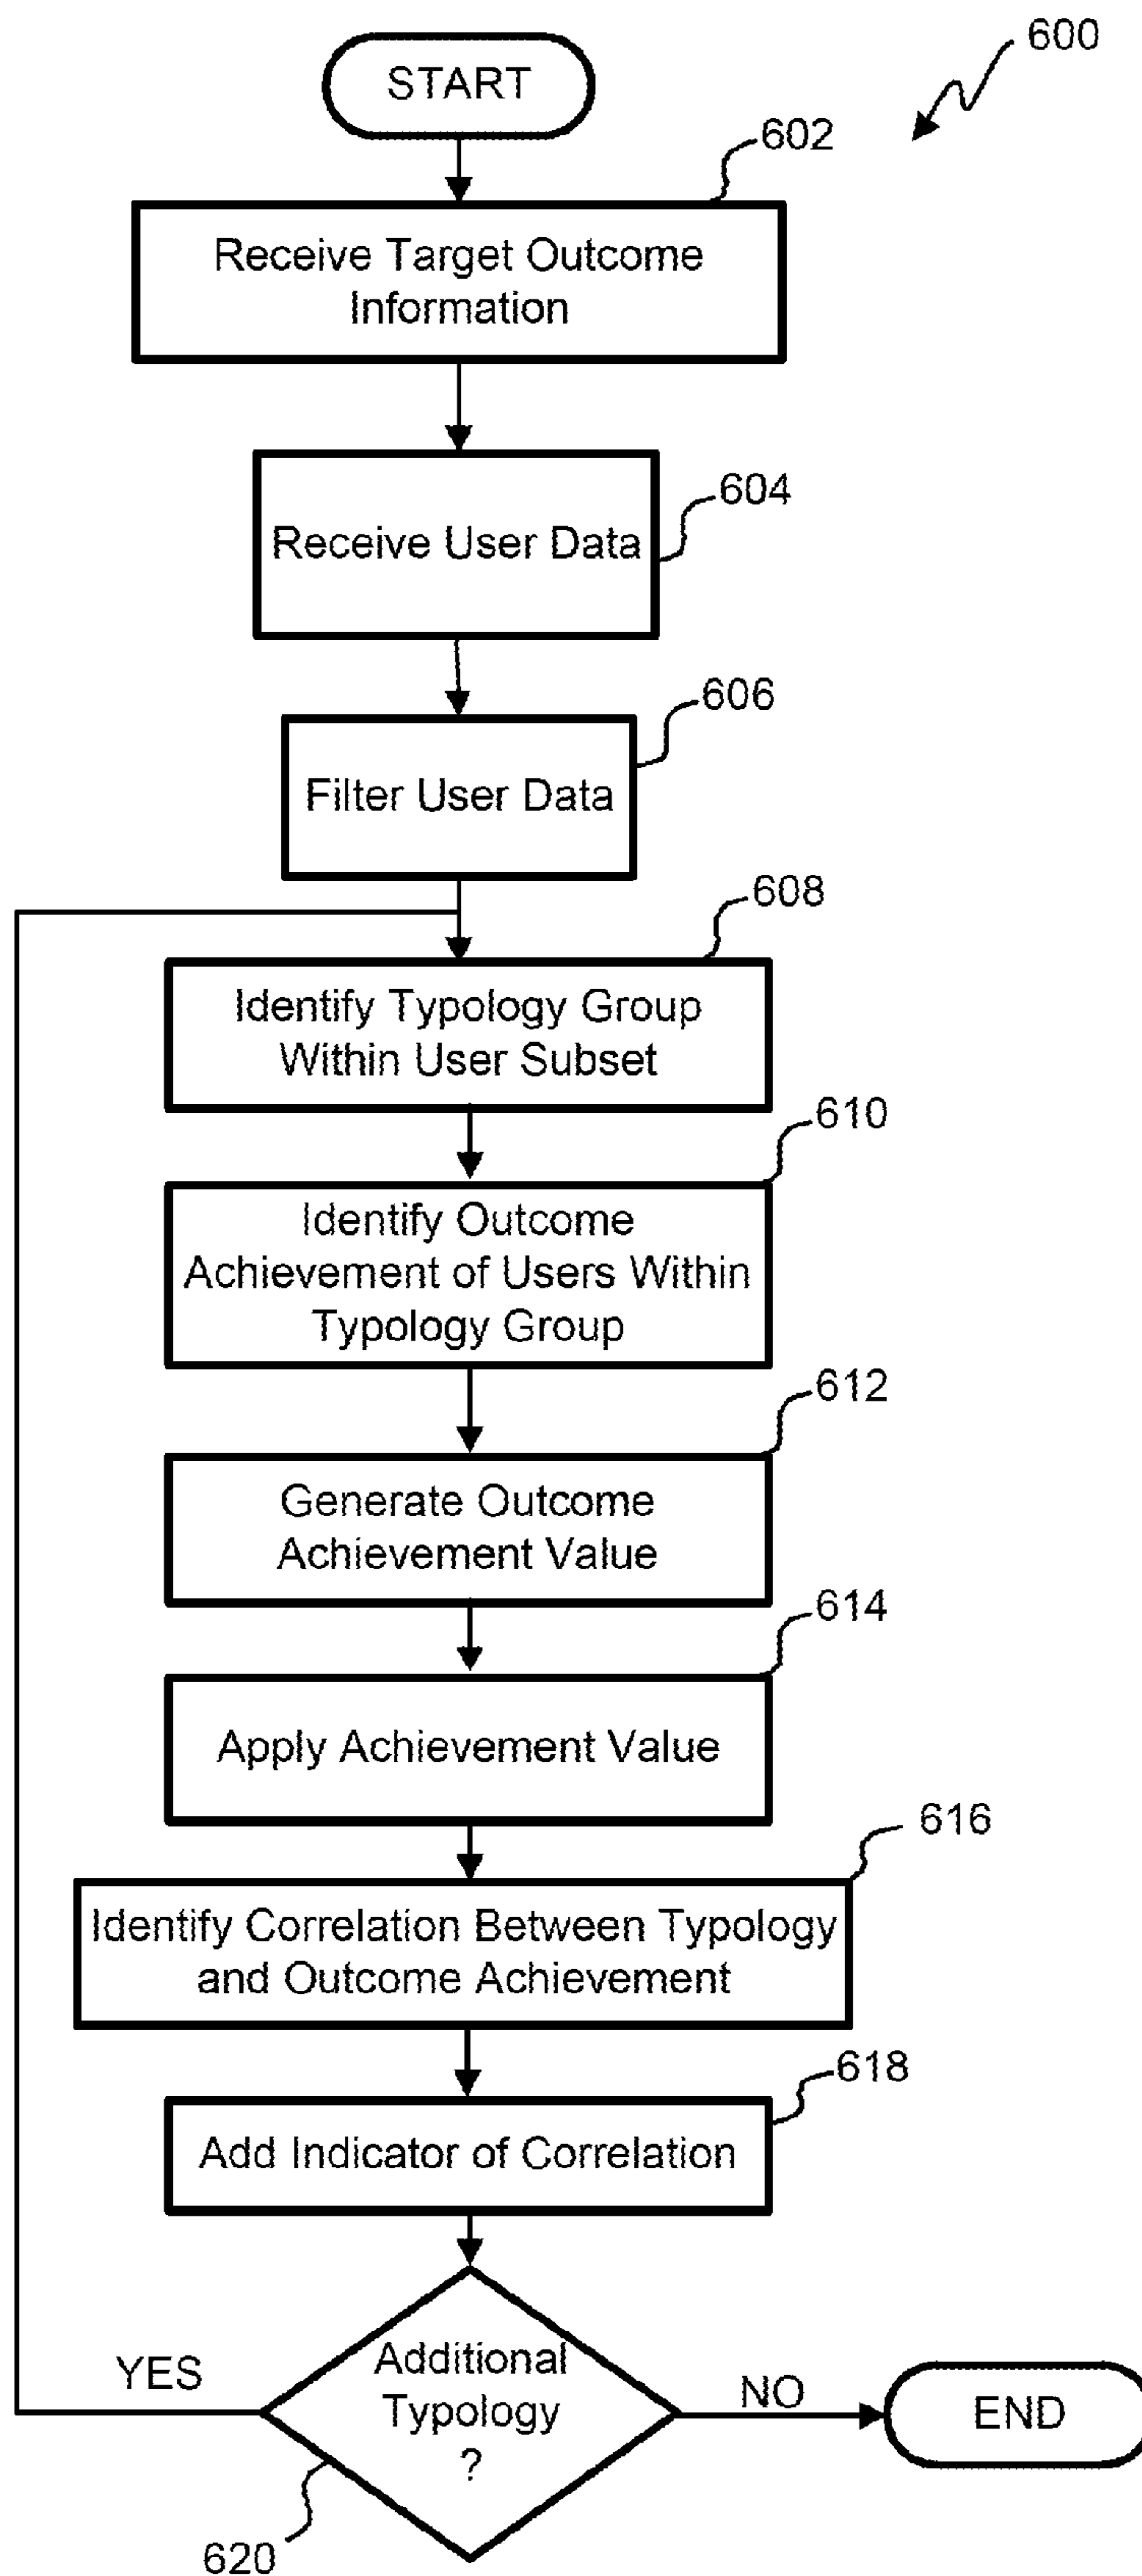 START
600
602
Receive Target Outcome
Information
604
Receive User Data
606
Filter User Data
608
Identify Typology Group
Within User Subset
610
Identify Outcome
Achievement of Users Within
Typology Group
612
Generate Outcome
Achievement Value
614
Apply Achievement Value
616
Identify Correlation Between Typology
and Outcome Achievement
618
Add Indicator of Correlation
Additional
Typology
?
YES
NO
END
620